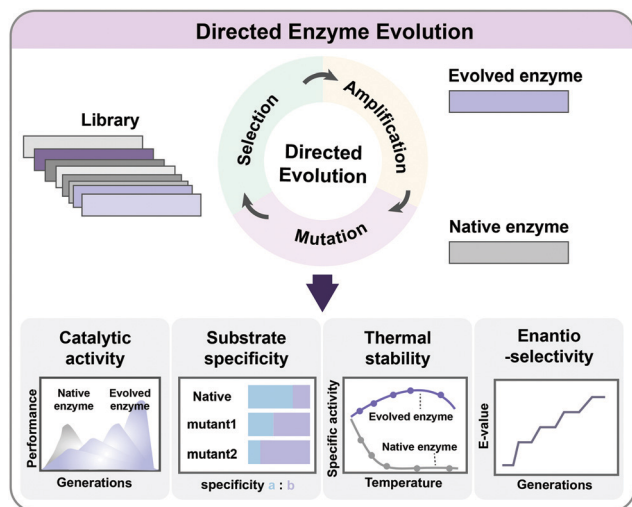 Directed Enzyme Evolution
Library
Selection
Amplification
Mutation
Directed
Evolution
Evolved enzyme
Native enzyme
Catalytic
activity
Performance
Native
enzyme
Evolved
enzyme
Generations
Substrate
specificity
Native
mutant1
mutant2
specificity a : b
Thermal
stability
Specific activity
Evolved enzyme
Native enzyme
Temperature
Enantio
-selectivity
E-value
Generations